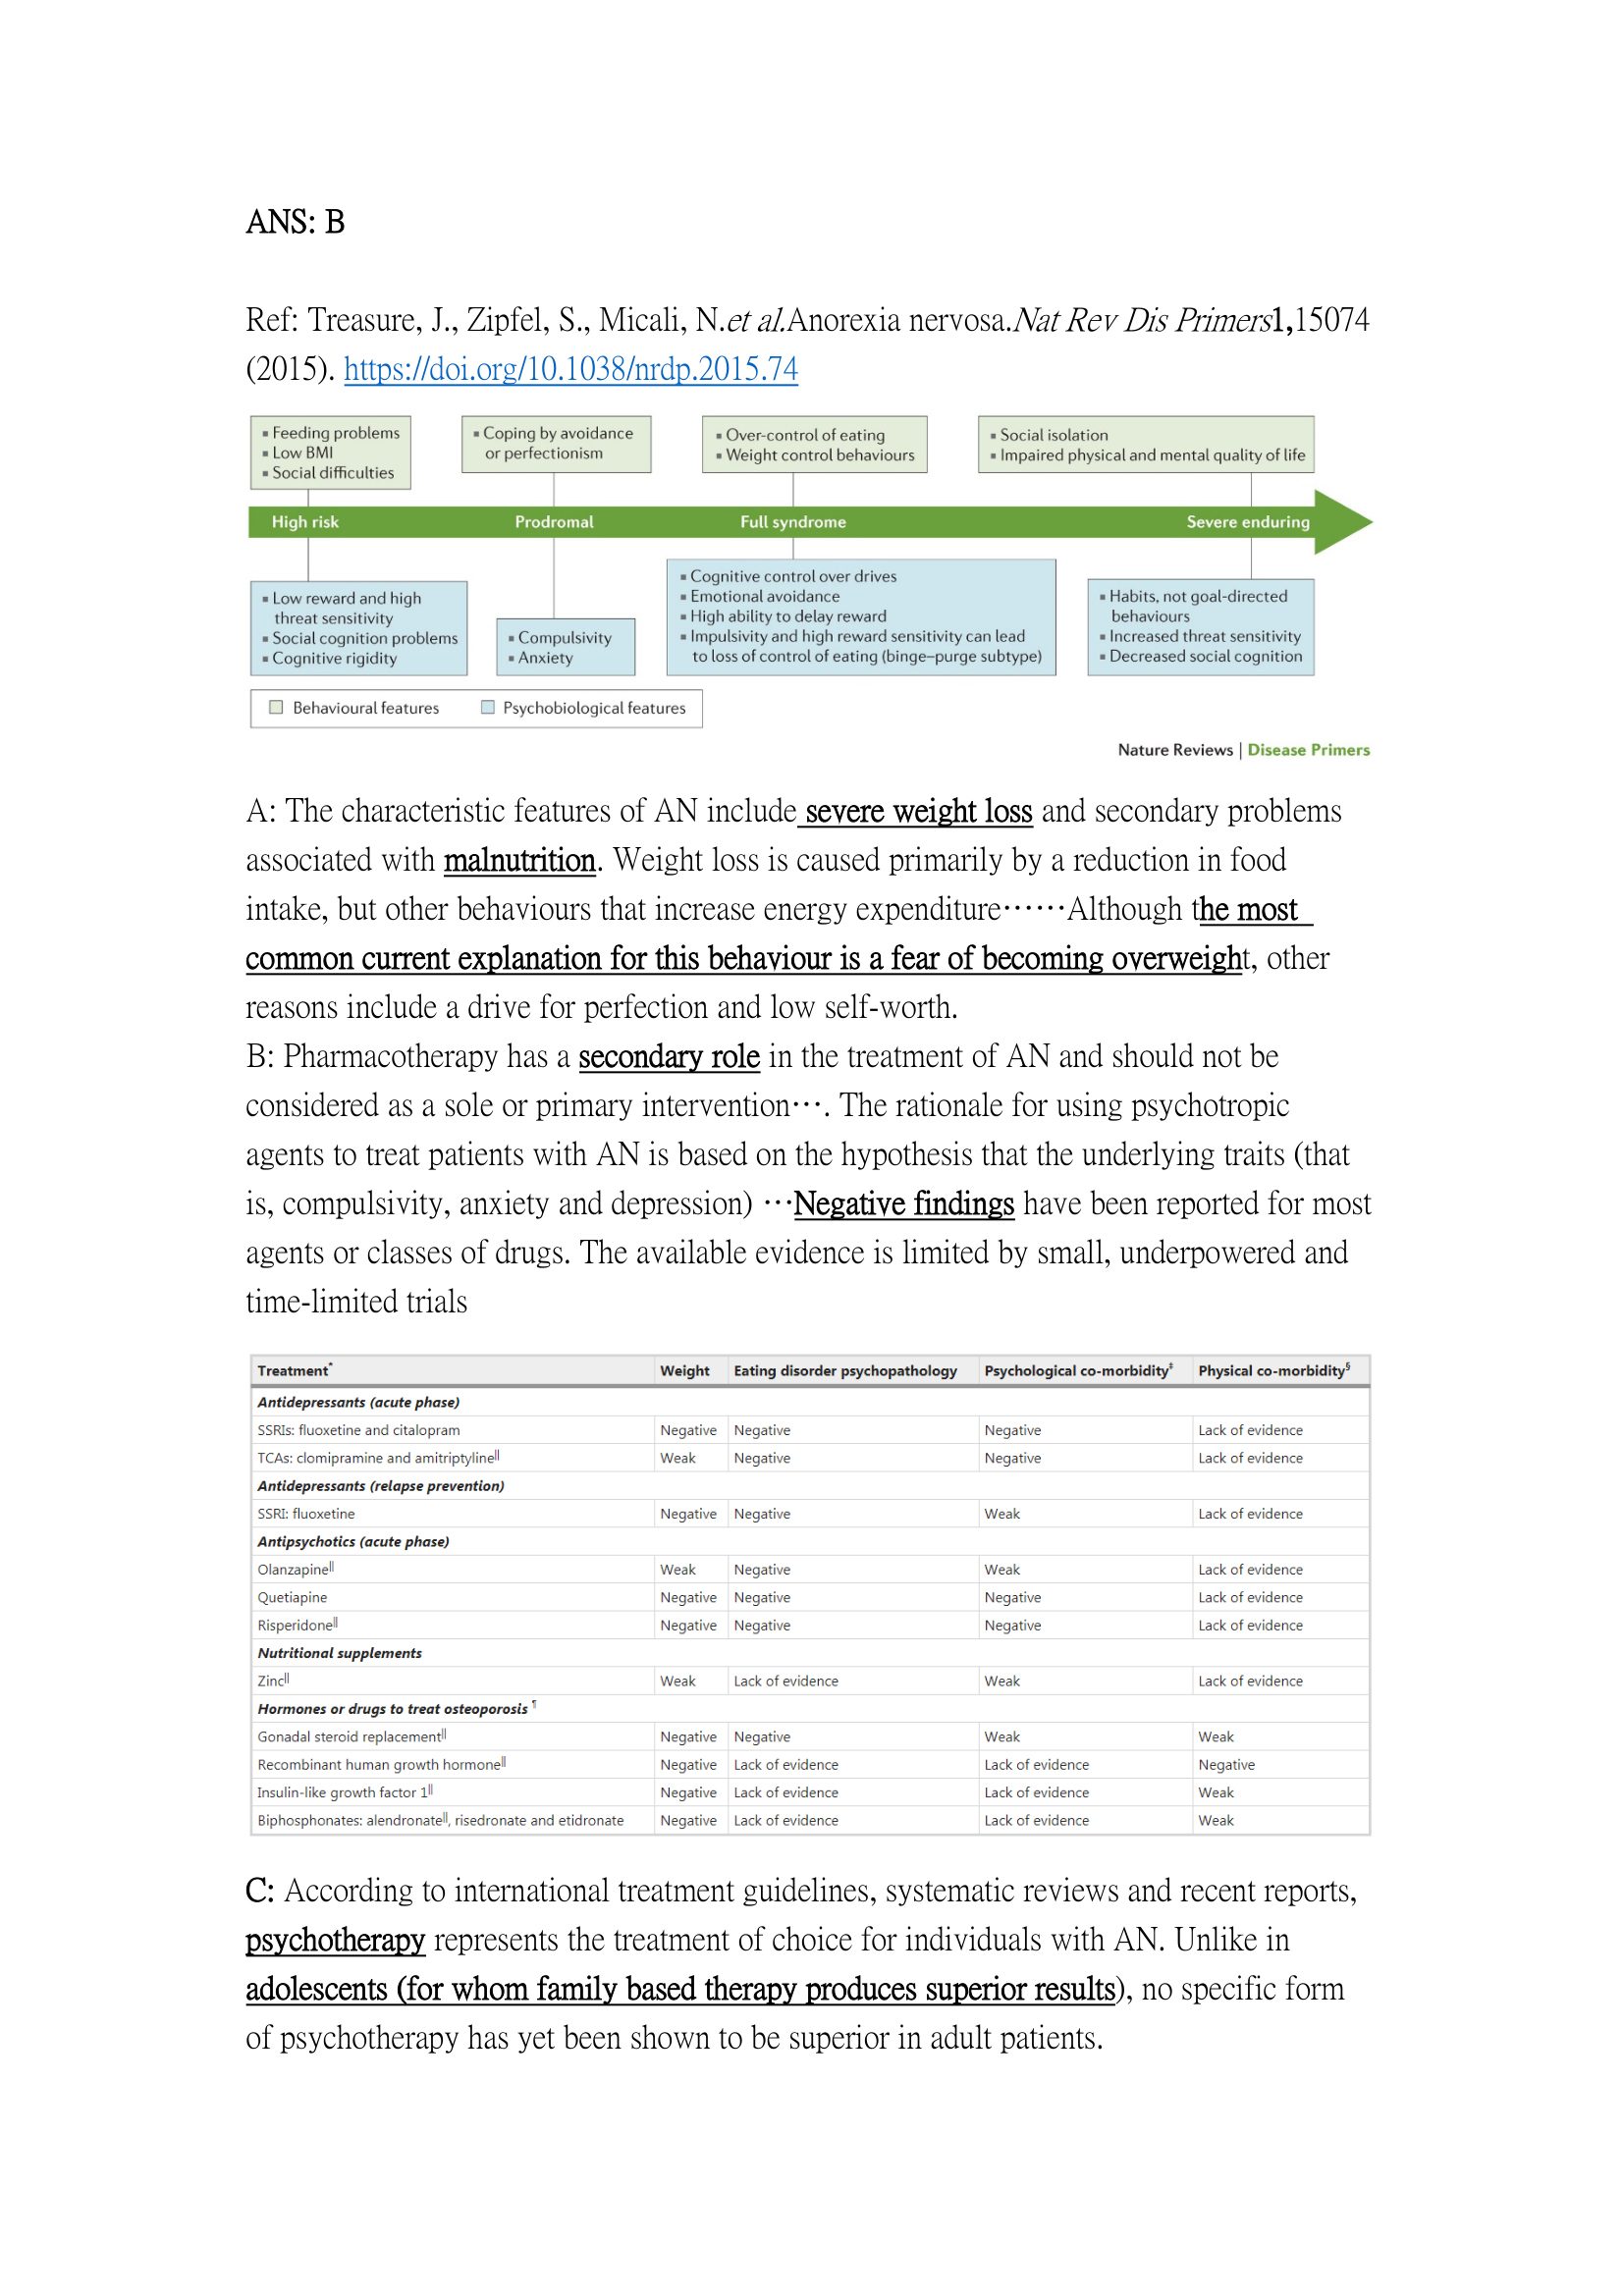 ANS: B
Ref: Treasure, J., Zipfel, S., Micali, N.et al.Anorexia nervosa.Nat Rev Dis Primers1,15074
(2015). https://doi.org/10.1038/nrdp.2015.74
▪ Feeding problems
▪ Low BMI
▪ Social difficulties
▪ Coping by avoidance
or perfectionism
▪ Over-control of eating
▪ Weight control behaviours
▪ Social isolation
▪ Impaired physical and mental quality of life
High risk Prodromal Full syndrome Severe enduring
▪ Low reward and high
threat sensitivity
▪ Social cognition problems
▪ Cognitive rigidity
▪ Compulsivity
▪ Anxiety
▪ Cognitive control over drives
▪ Emotional avoidance
▪ High ability to delay reward
▪ Impulsivity and high reward sensitivity can lead
to loss of control of eating (binge–purge subtype)
▪ Habits, not goal-directed
behaviours
▪ Increased threat sensitivity
▪ Decreased social cognition
Behavioural features Psychobiological features
Nature Reviews | Disease Primers
A: The characteristic features of AN include severe weight loss and secondary problems
associated with malnutrition. Weight loss is caused primarily by a reduction in food
intake, but other behaviours that increase energy expenditure⋯⋯Although the most
common current explanation for this behaviour is a fear of becoming overweight, other
reasons include a drive for perfection and low self-worth.
B: Pharmacotherapy has a secondary role in the treatment of AN and should not be
considered as a sole or primary intervention⋯. The rationale for using psychotropic
agents to treat patients with AN is based on the hypothesis that the underlying traits (that
is, compulsivity, anxiety and depression) ⋯Negative findings have been reported for most
agents or classes of drugs. The available evidence is limited by small, underpowered and
time-limited trials
Treatment* Weight Eating disorder psychopathology Psychological co-morbidity‡ Physical co-morbidity§
Antidepressants (acute phase)
SSRIs: fluoxetine and citalopram Negative Negative Negative Lack of evidence
TCAs: clomipramine and amitriptyline|| Weak Negative Negative Lack of evidence
Antidepressants (relapse prevention)
SSRI: fluoxetine Negative Negative Weak Lack of evidence
Antipsychotics (acute phase)
Olanzapine|| Weak Negative Weak Lack of evidence
Quetiapine Negative Negative Negative Lack of evidence
Risperidone|| Negative Negative Negative Lack of evidence
Nutritional supplements
Zinc|| Weak Lack of evidence Weak Lack of evidence
Hormones or drugs to treat osteoporosis ¶
Gonadal steroid replacement|| Negative Negative Weak Weak
Recombinant human growth hormone|| Negative Lack of evidence Lack of evidence Negative
Insulin-like growth factor 1|| Negative Lack of evidence Lack of evidence Weak
Biphosphonates: alendronate||, risedronate and etidronate Negative Lack of evidence Lack of evidence Weak
C: According to international treatment guidelines, systematic reviews and recent reports,
psychotherapy represents the treatment of choice for individuals with AN. Unlike in
adolescents (for whom family based therapy produces superior results), no specific form
of psychotherapy has yet been shown to be superior in adult patients.